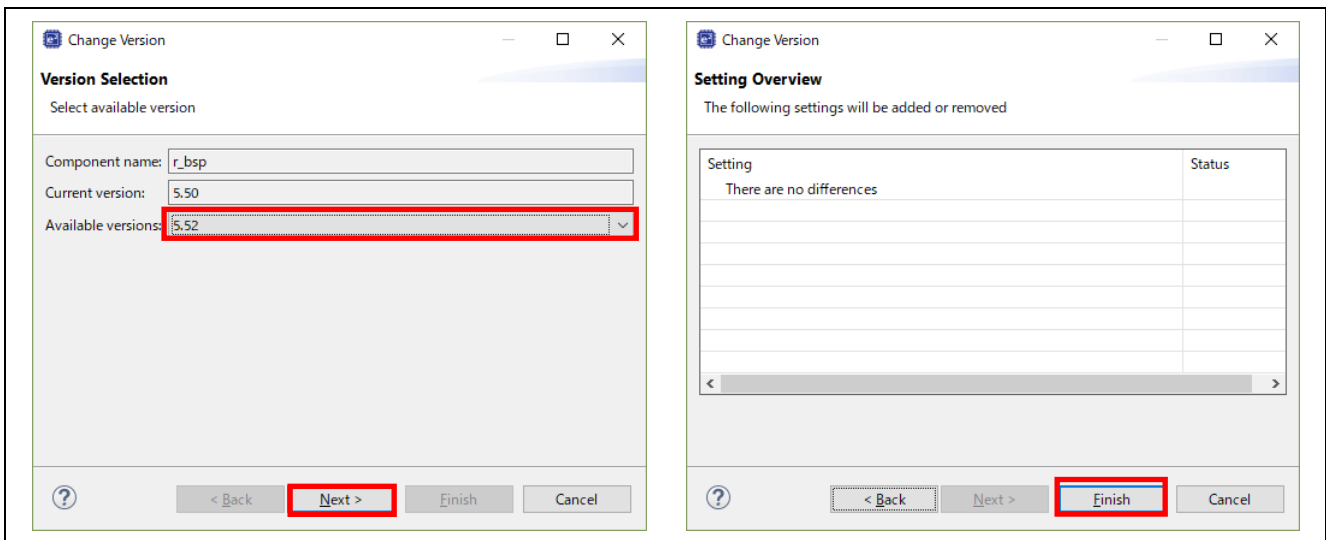 Change Version
Version Selection
Select available version
Component name: r_bsp
Current version: 5.50
Available versions: 5.52
< Back Next > Finish Cancel
Change Version
Setting Overview
The following settings will be added or removed
Setting Status
There are no differences
< Back Next > Finish Cancel